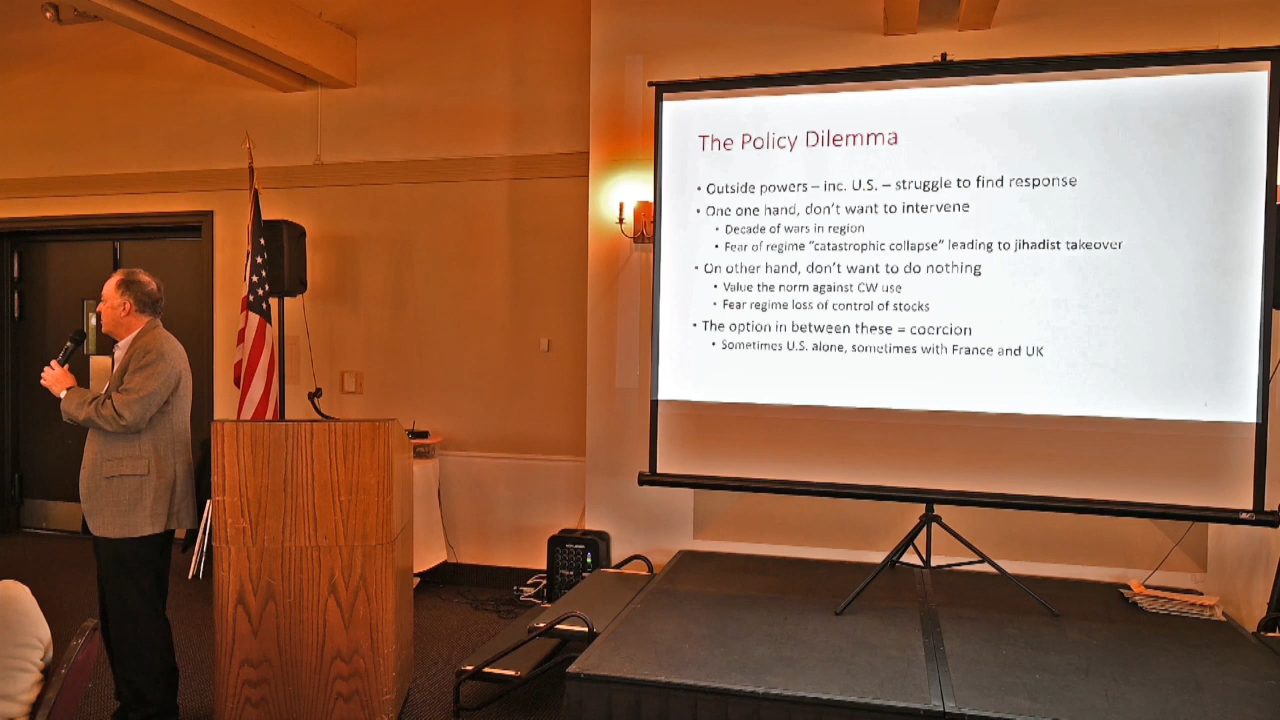 The Policy Dilemma
• Outside powers – inc. U.S. – struggle to find response
• One one hand, don't want to intervene
• Decade of wars in region
• Fear of regime "catastrophic collapse" leading to jihadist takeover
• On other hand, don't want to do nothing
• Value the norm against CW use
• Fear regime loss of control of stocks
• The option in between these = coercion
• Sometimes U.S. alone, sometimes with France and UK